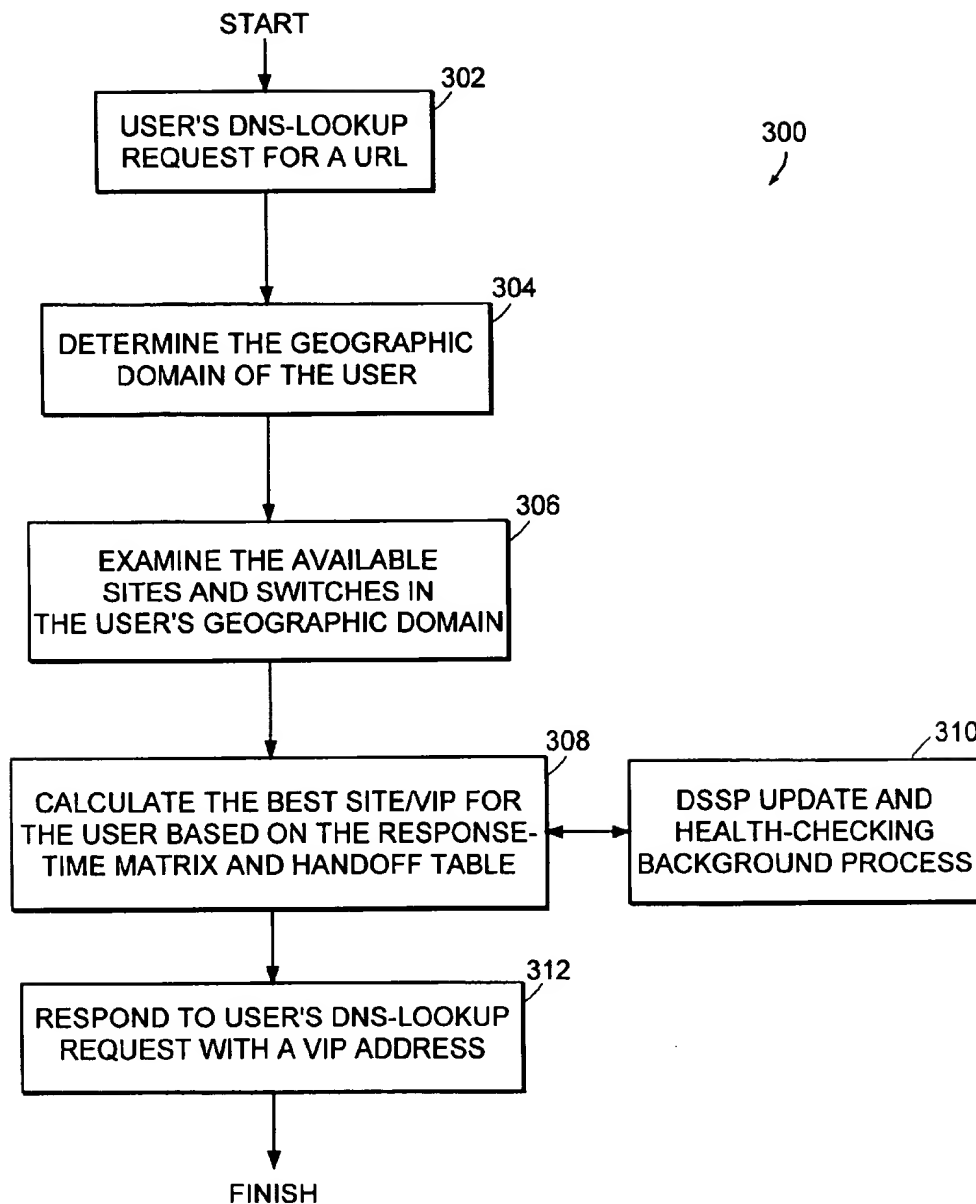 START
302
USER'S DNS-LOOKUP
REQUEST FOR A URL
300
304
DETERMINE THE GEOGRAPHIC
DOMAIN OF THE USER
306
EXAMINE THE AVAILABLE
SITES AND SWITCHES IN
THE USER'S GEOGRAPHIC DOMAIN
308
CALCULATE THE BEST SITE/VIP FOR
THE USER BASED ON THE RESPONSE-
TIME MATRIX AND HANDOFF TABLE
310
DSSP UPDATE AND
HEALTH-CHECKING
BACKGROUND PROCESS
312
RESPOND TO USER'S DNS-LOOKUP
REQUEST WITH A VIP ADDRESS
FINISH